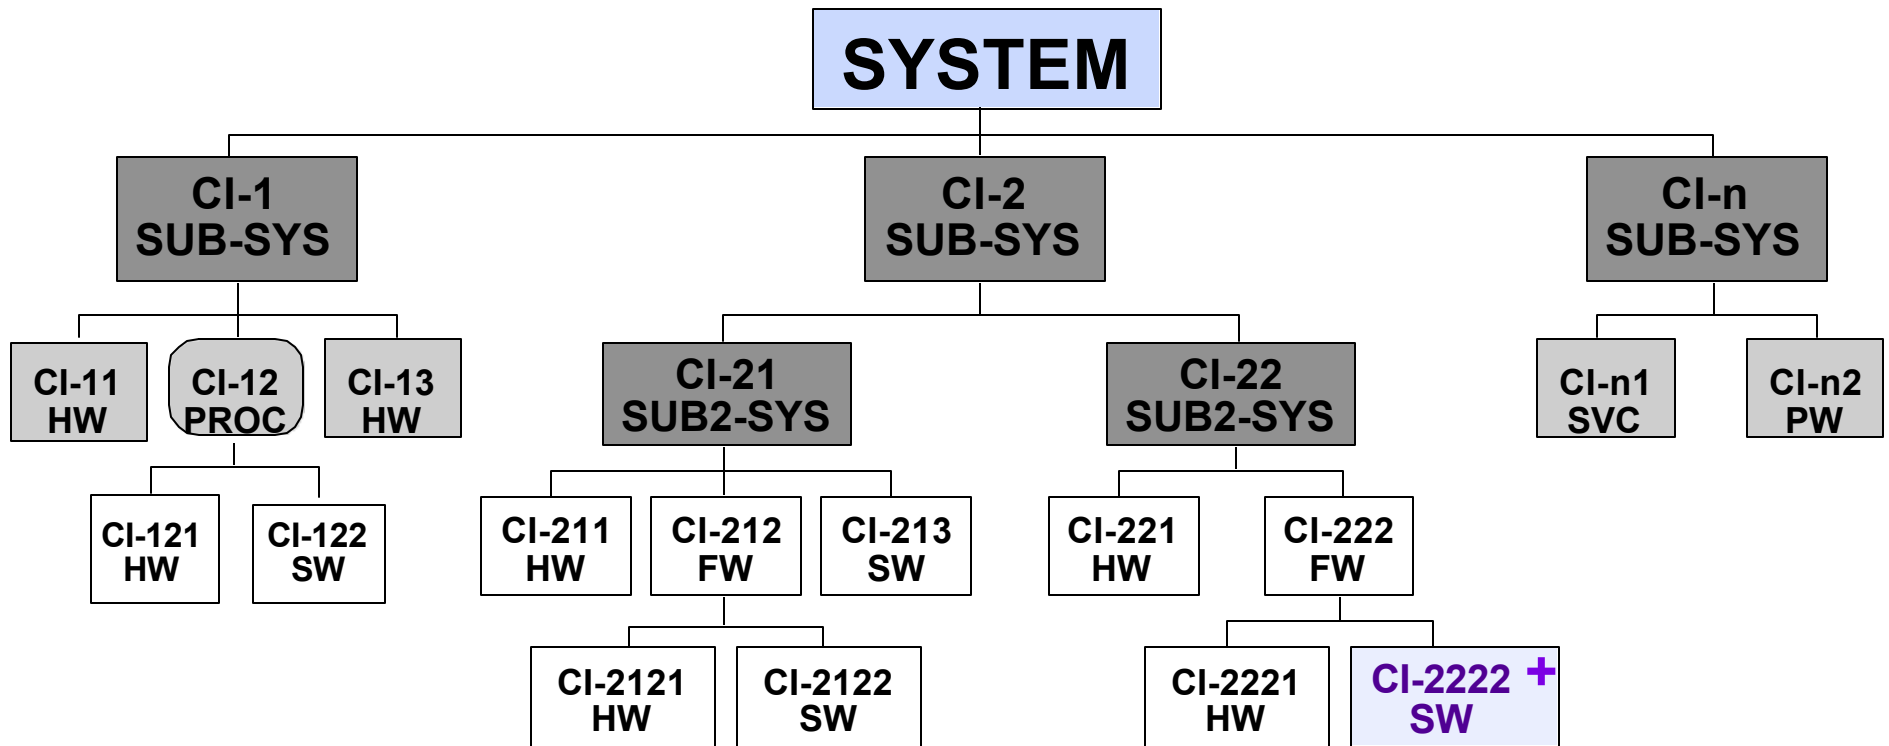 SYSTEM
CI-1
SUB-SYS
CI-2
SUB-SYS
CI-n
SUB-SYS
CI-11
HW
CI-12
PROC
CI-13
HW
CI-21
SUB2-SYS
CI-22
SUB2-SYS
CI-n1
SVC
CI-n2
PW
CI-121
HW
CI-122
SW
CI-211
HW
CI-212
FW
CI-213
SW
CI-221
HW
CI-222
FW
CI-2121
HW
CI-2122
SW
CI-2221
HW
CI-2222 +
SW